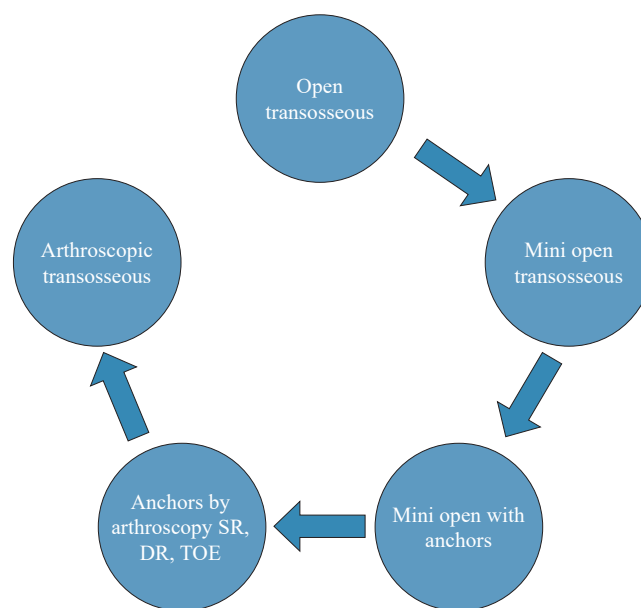 Open
transosseous
Mini open
transosseous
Mini open with
anchors
Anchors by
arthroscopy SR,
DR, TOE
Arthroscopic
transosseous